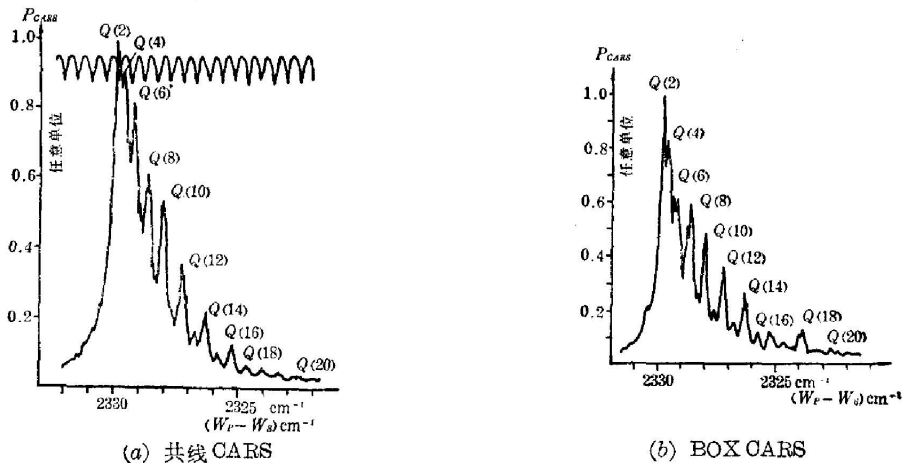 P_CARS
1.0
0.8
0.6
0.4
0.2
任意单位
Q(2)
Q(4)
Q(6)
Q(8)
Q(10)
Q(12)
Q(14)
Q(16)
Q(18)
Q(20)
2330
2325 cm⁻¹
(W_P－W_S)cm⁻¹
(a) 共线 CARS
P_CARS
1.0
0.8
0.6
0.4
0.2
任意单位
Q(2)
Q(4)
Q(6)
Q(8)
Q(10)
Q(12)
Q(14)
Q(16)
Q(18)
Q(20)
2330
2325 cm⁻¹
(W_P－W_S) cm⁻¹
(b) BOX CARS